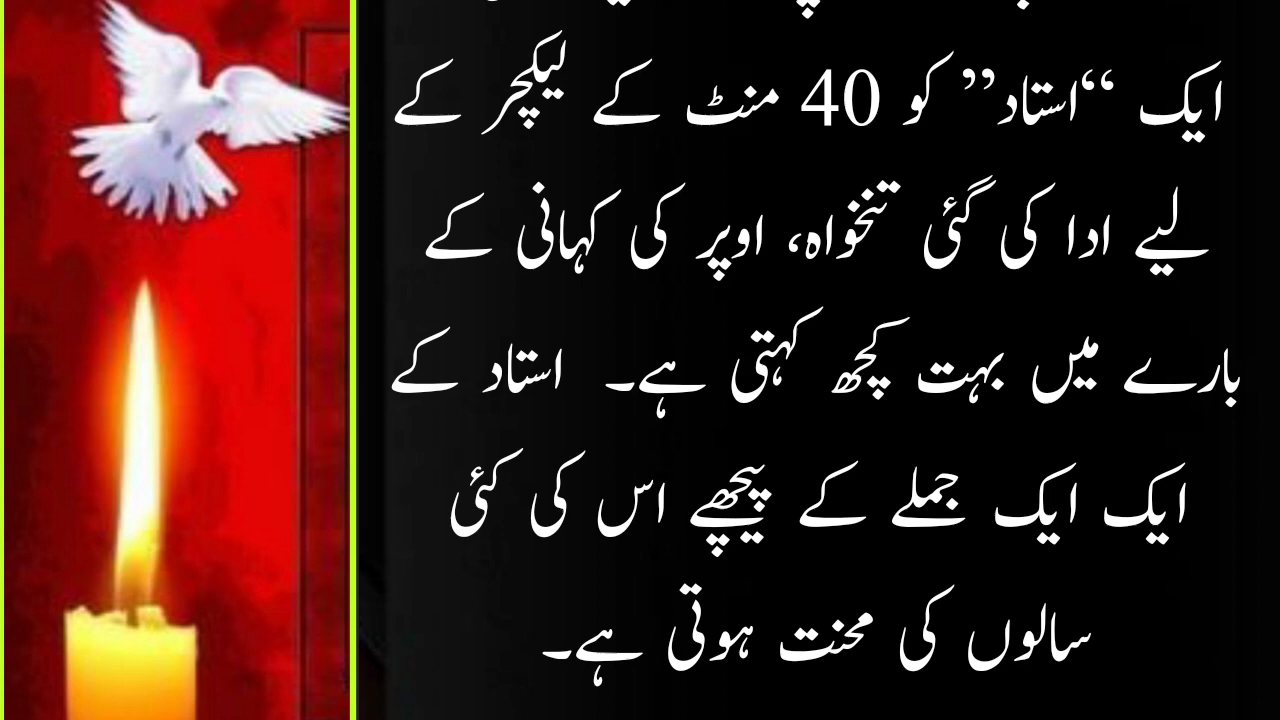 ایک “استاد” کو 40 منٹ کے لیکچر کے
لیے ادا کی گئی تنخواہ، اوپر کی کہانی کے
بارے میں بہت کچھ کہتی ہے۔ استاد کے
ایک ایک جملے کے پیچھے اس کی کئی
سالوں کی محنت ہوتی ہے۔